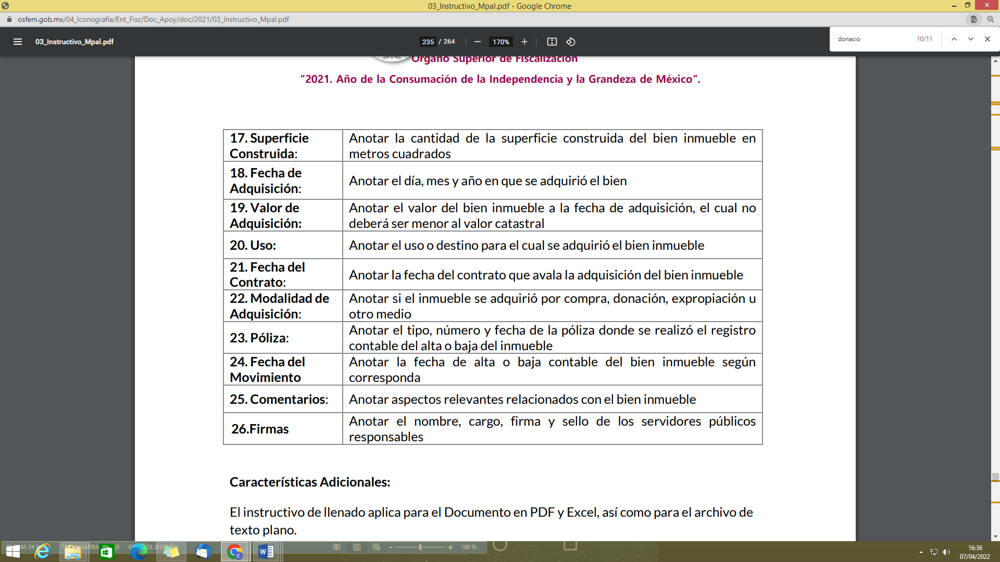 03_Instructivo_Mpal.pdf - Google Chrome
osfem.gob.mx/04_Iconografia/Ent_Fisc/Doc_Apoy/doc/2021/03_Instructivo_Mpal.pdf
03_Instructivo_Mpal.pdf
235 / 264
170%
donacio
10/11
Órgano Superior de Fiscalización
“2021. Año de la Consumación de la Independencia y la Grandeza de México”.
17. Superficie Construida:
Anotar la cantidad de la superficie construida del bien inmueble en
metros cuadrados
18. Fecha de Adquisición:
Anotar el día, mes y año en que se adquirió el bien
19. Valor de Adquisición:
Anotar el valor del bien inmueble a la fecha de adquisición, el cual no
deberá ser menor al valor catastral
20. Uso:
Anotar el uso o destino para el cual se adquirió el bien inmueble
21. Fecha del Contrato:
Anotar la fecha del contrato que avala la adquisición del bien inmueble
22. Modalidad de Adquisición:
Anotar si el inmueble se adquirió por compra, donación, expropiación u
otro medio
23. Póliza:
Anotar el tipo, número y fecha de la póliza donde se realizó el registro
contable del alta o baja del inmueble
24. Fecha del Movimiento
Anotar la fecha de alta o baja contable del bien inmueble según
corresponda
25. Comentarios:
Anotar aspectos relevantes relacionados con el bien inmueble
26.Firmas
Anotar el nombre, cargo, firma y sello de los servidores públicos
responsables
Características Adicionales:
El instructivo de llenado aplica para el Documento en PDF y Excel, así como para el archivo de
texto plano.
100 %
16:36
07/04/2022